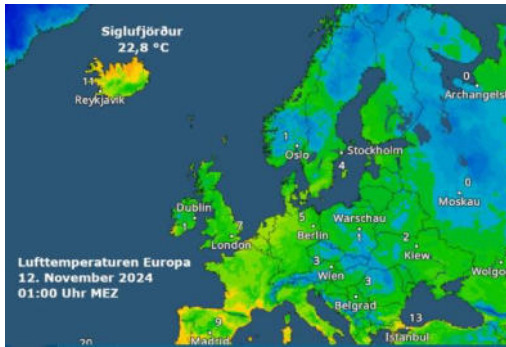 Siglufjörður
22,8 °C
11
Reykjavik
0
Archangels
1
Oslo
Stockholm
4
0
Moskau
Dublin
1
7
London
5
Berlin
Warschau
1
2
Kiew
Wolgo
3
Wien
3
Belgrad
Lufttemperaturen Europa
12. November 2024
01:00 Uhr MEZ
9
Madrid
13
Istanbul
20